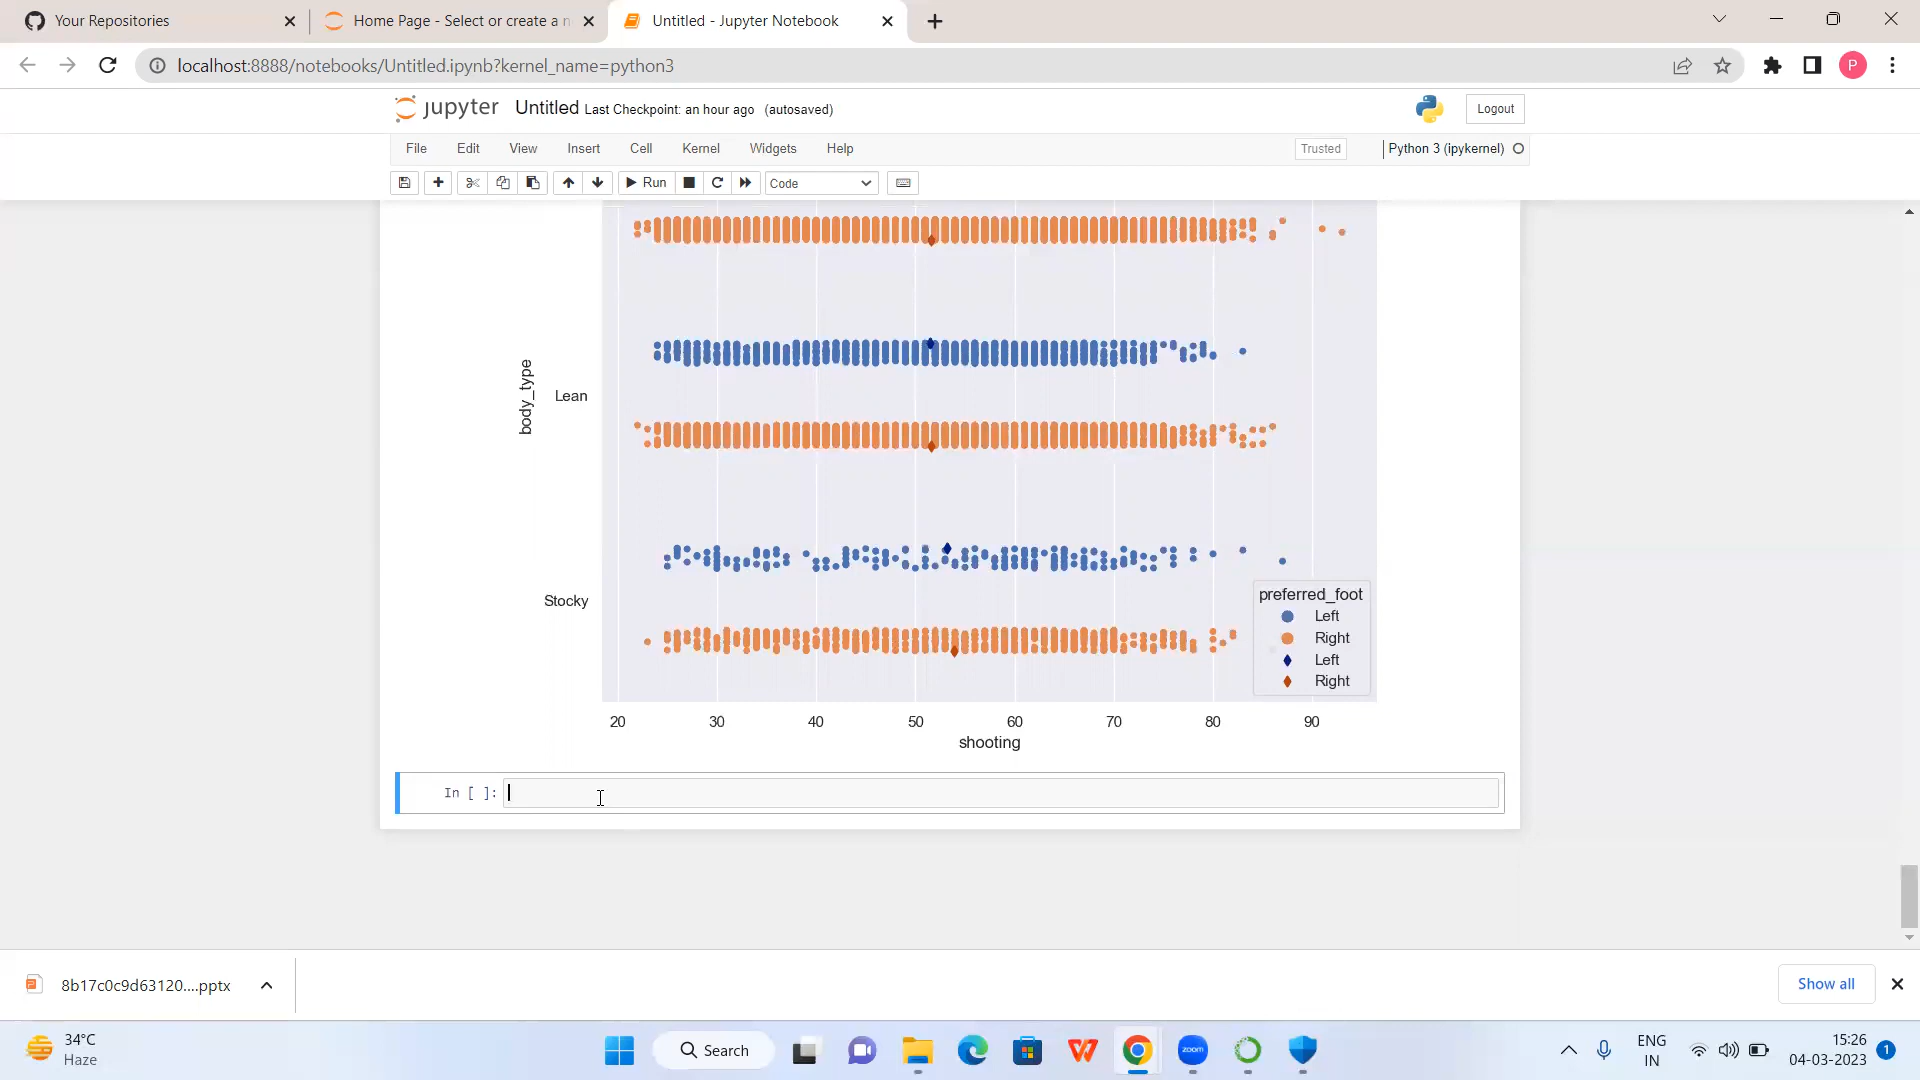 Your Repositories
Home Page - Select or create a n
Untitled - Jupyter Notebook
localhost:8888/notebooks/Untitled.ipynb?kernel_name=python3
P
jupyter Untitled Last Checkpoint: an hour ago (autosaved)
Logout
File Edit View Insert Cell Kernel Widgets Help
Trusted
Python 3 (ipykernel)
Run
Code
body_type
Lean
Stocky
preferred_foot
Left
Right
Left
Right
20 30 40 50 60 70 80 90
shooting
In [ ]:
8b17c0c9d63120....pptx
Show all
34°C
Haze
Search
zoom
ENG
IN
15:26
04-03-2023
1